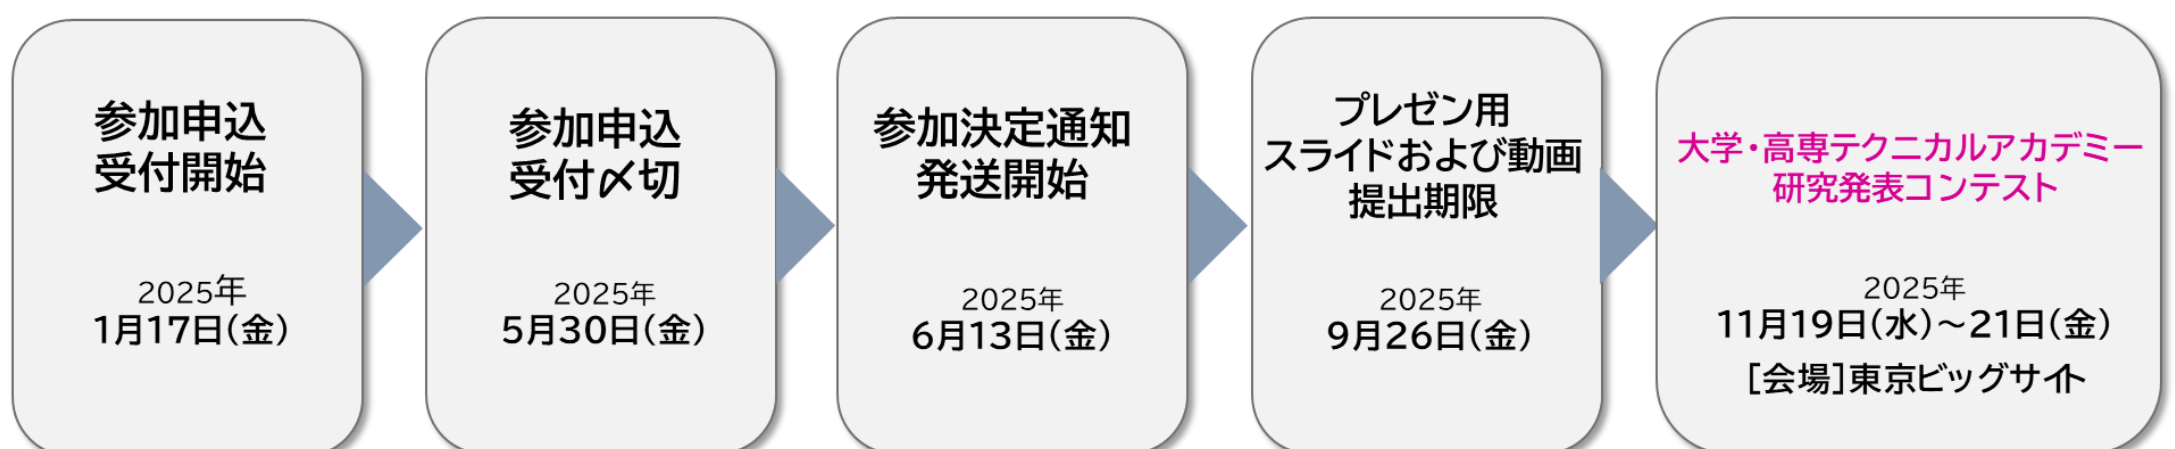 参加申込
受付開始
2025年
1月17日(金)
参加申込
受付〆切
2025年
5月30日(金)
参加決定通知
発送開始
2025年
6月13日(金)
プレゼン用
スライドおよび動画
提出期限
2025年
9月26日(金)
大学・高専テクニカルアカデミー
研究発表コンテスト
2025年
11月19日(水)～21日(金)
[会場]東京ビッグサイト